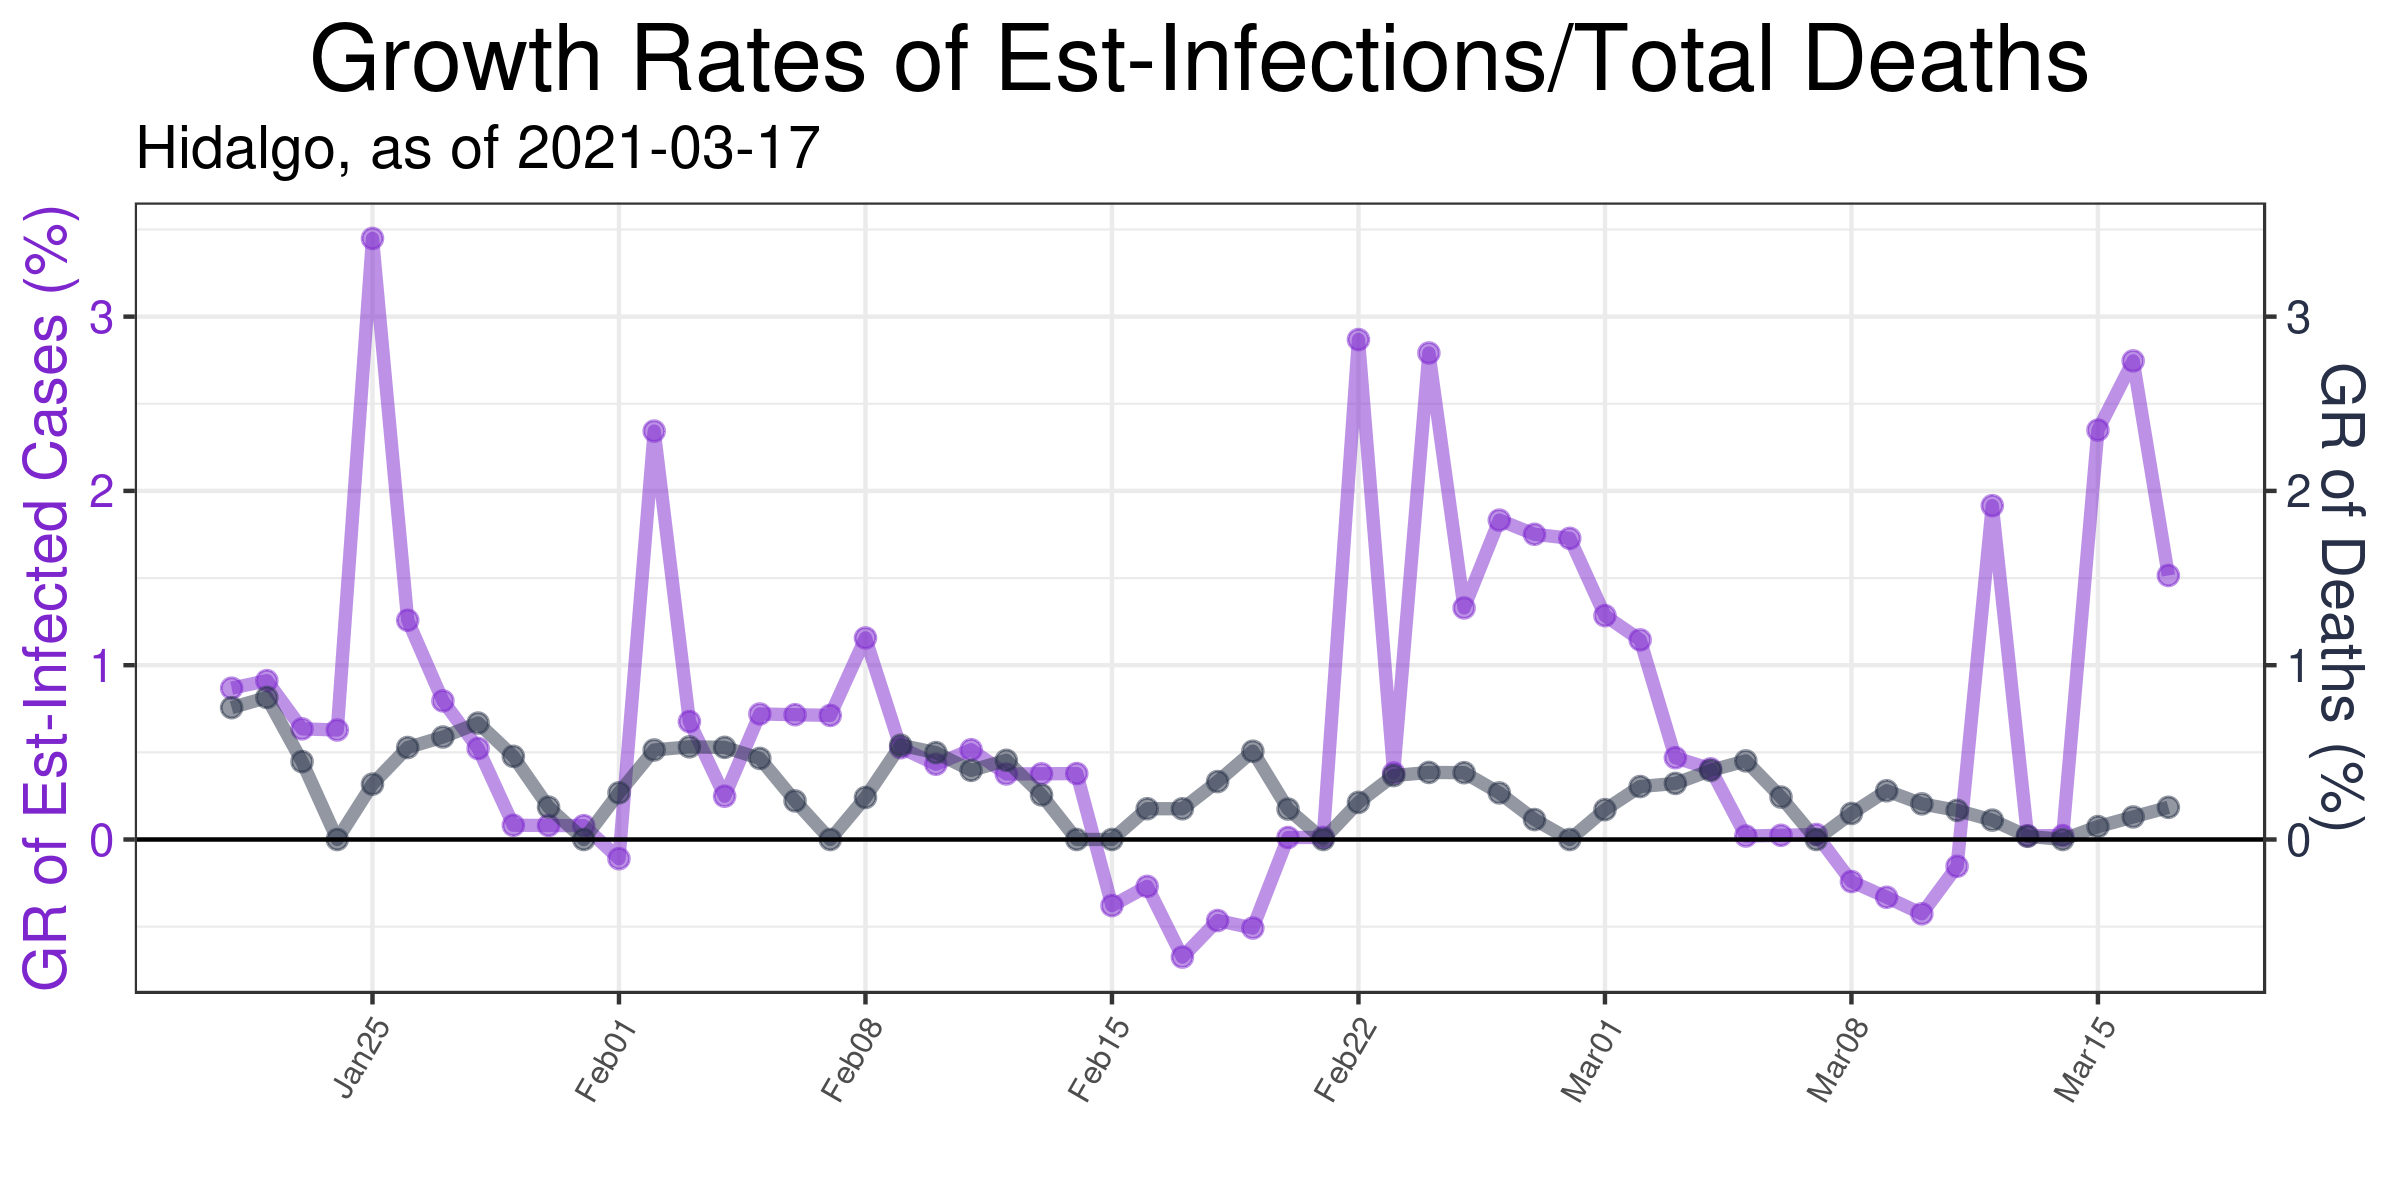 Growth Rates of Est-Infections/Total Deaths
Hidalgo, as of 2021-03-17
GR of Est-Infected Cases (%)
3
2
1
0
3
2
1
0
GR of Deaths (%)
Jan25
Feb01
Feb08
Feb15
Feb22
Mar01
Mar08
Mar15